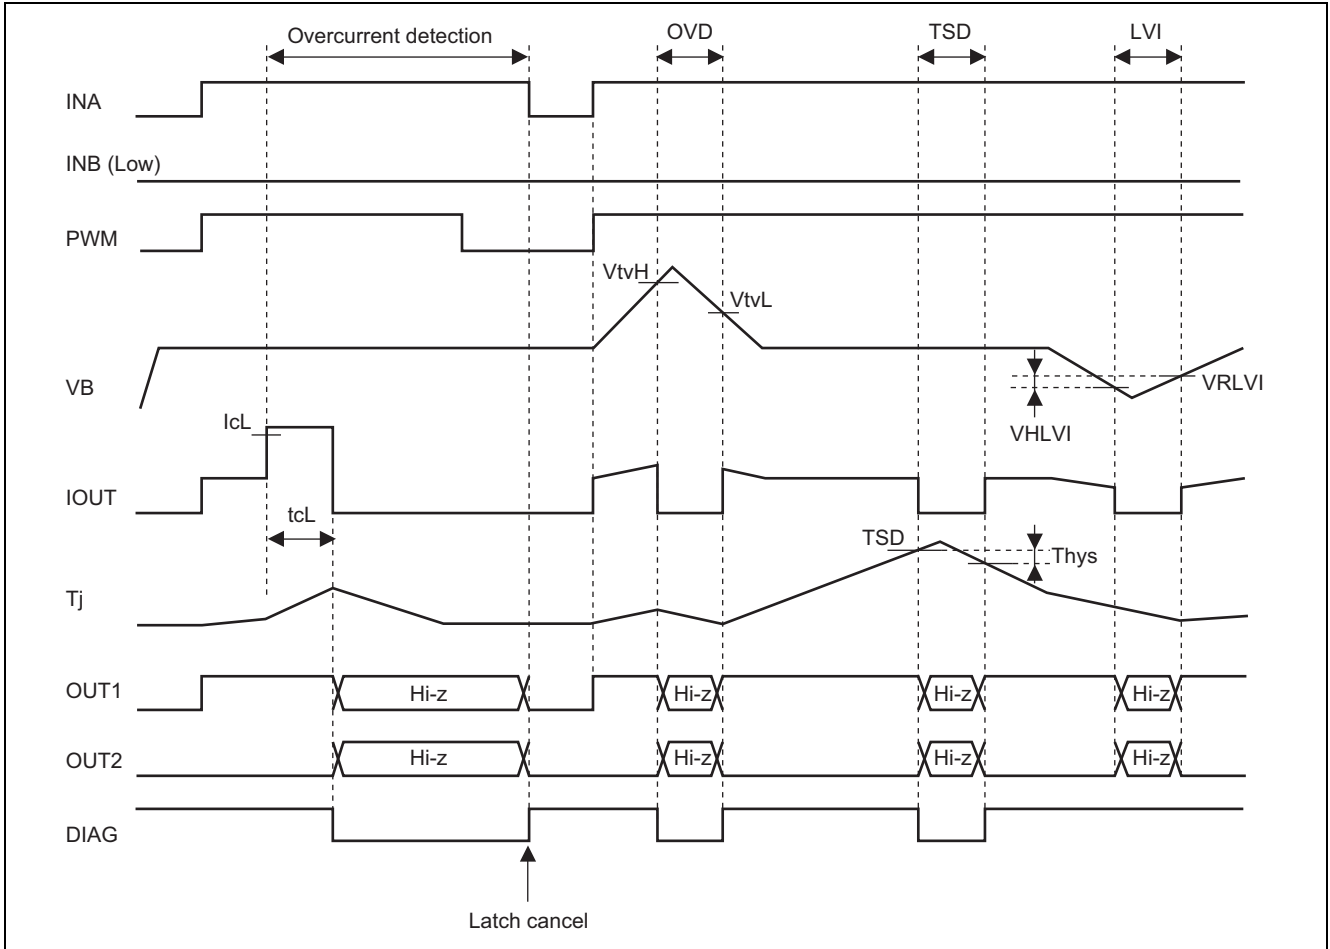 Overcurrent detection
OVD
TSD
LVI
INA
INB (Low)
PWM
VtvH
VtvL
VB
VRLVI
VHLVI
IcL
IOUT
tcL
TSD
Thys
Tj
OUT1
Hi-z
Hi-z
Hi-z
Hi-z
OUT2
Hi-z
Hi-z
Hi-z
Hi-z
DIAG
Latch cancel